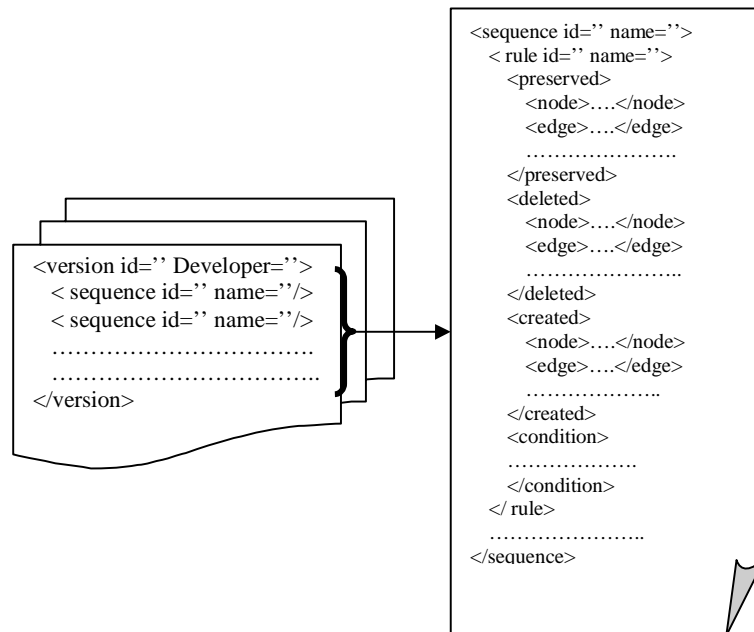 <version id=’’ Developer=’’>
< sequence id=’’ name=’’/>
< sequence id=’’ name=’’/>
…………………………….
……………………………..
</version>
<sequence id=’’ name=’’>
< rule id=’’ name=’’>
<preserved>
<node>….</node>
<edge>….</edge>
………………….
</preserved>
<deleted>
<node>….</node>
<edge>….</edge>
…………………..
</deleted>
<created>
<node>….</node>
<edge>….</edge>
………………..
</created>
<condition>
……………….
</condition>
</ rule>
…………………..
</sequence>